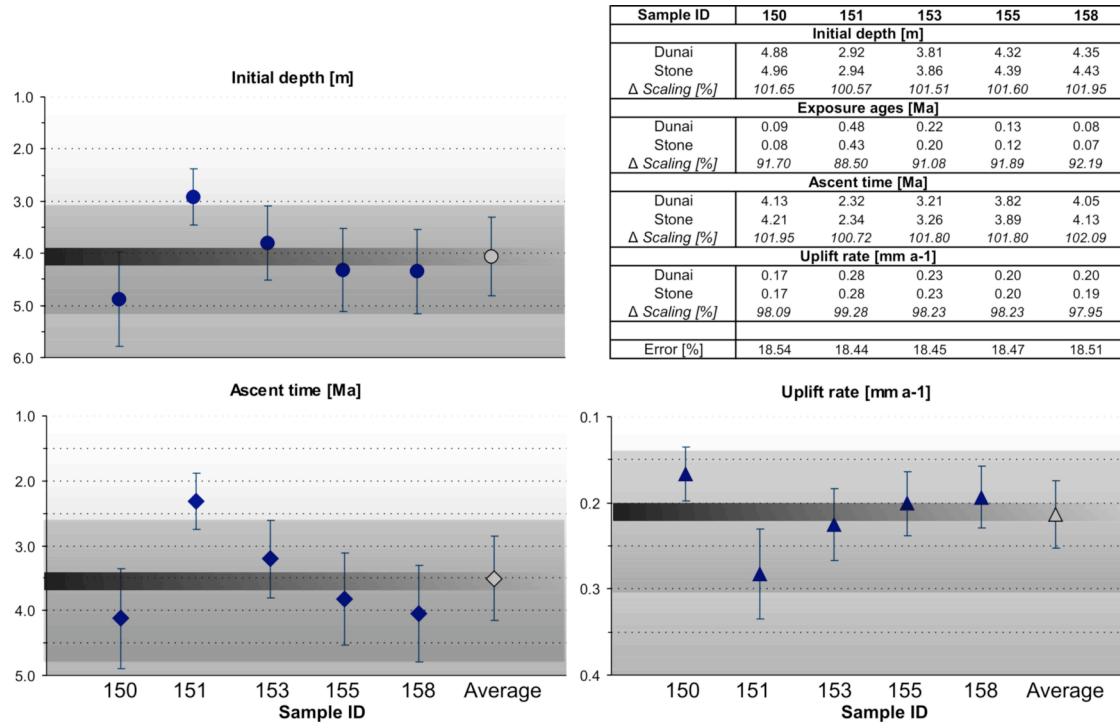 Sample ID 150 151 153 155 158
Initial depth [m]
Dunai 4.88 2.92 3.81 4.32 4.35
Stone 4.96 2.94 3.86 4.39 4.43
Δ Scaling [%] 101.65 100.57 101.51 101.60 101.95
Exposure ages [Ma]
Dunai 0.09 0.48 0.22 0.13 0.08
Stone 0.08 0.43 0.20 0.12 0.07
Δ Scaling [%] 91.70 88.50 91.08 91.89 92.19
Ascent time [Ma]
Dunai 4.13 2.32 3.21 3.82 4.05
Stone 4.21 2.34 3.26 3.89 4.13
Δ Scaling [%] 101.95 100.72 101.80 101.80 102.09
Uplift rate [mm a-1]
Dunai 0.17 0.28 0.23 0.20 0.20
Stone 0.17 0.28 0.23 0.20 0.19
Δ Scaling [%] 98.09 99.28 98.23 98.23 97.95
Error [%] 18.54 18.44 18.45 18.47 18.51
Initial depth [m]
1.0
2.0
3.0
4.0
5.0
6.0
Ascent time [Ma]
1.0
2.0
3.0
4.0
5.0
150 151 153 155 158 Average
Sample ID
Uplift rate [mm a-1]
0.1
0.2
0.3
0.4
150 151 153 155 158 Average
Sample ID